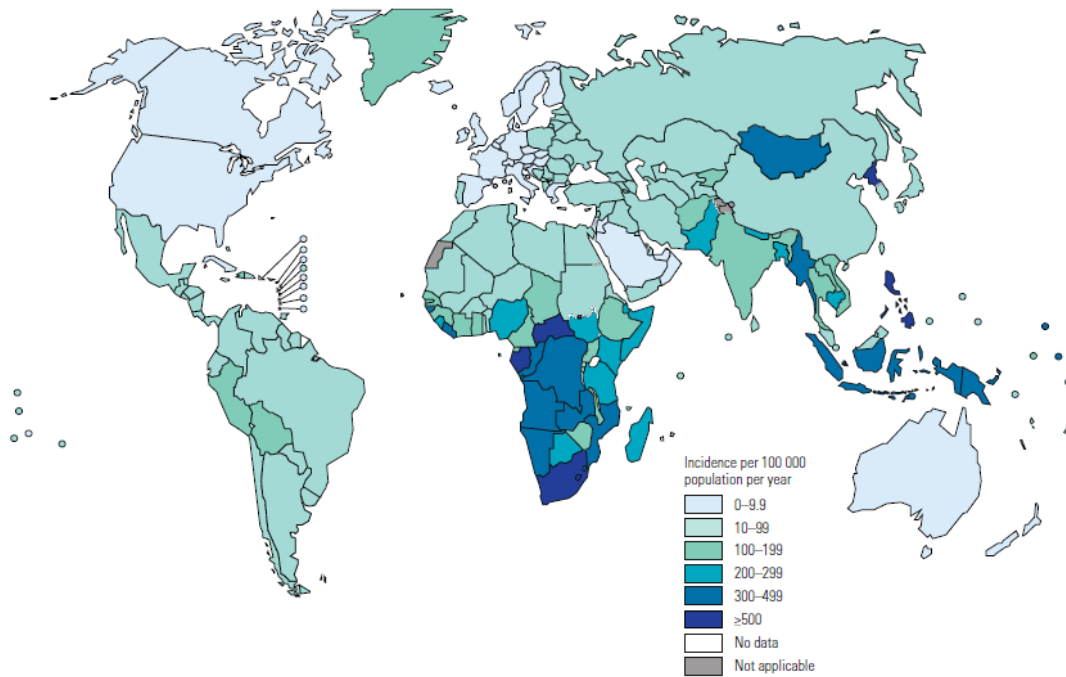 Incidence per 100 000
population per year
0–9.9
10–99
100–199
200–299
300–499
≥500
No data
Not applicable